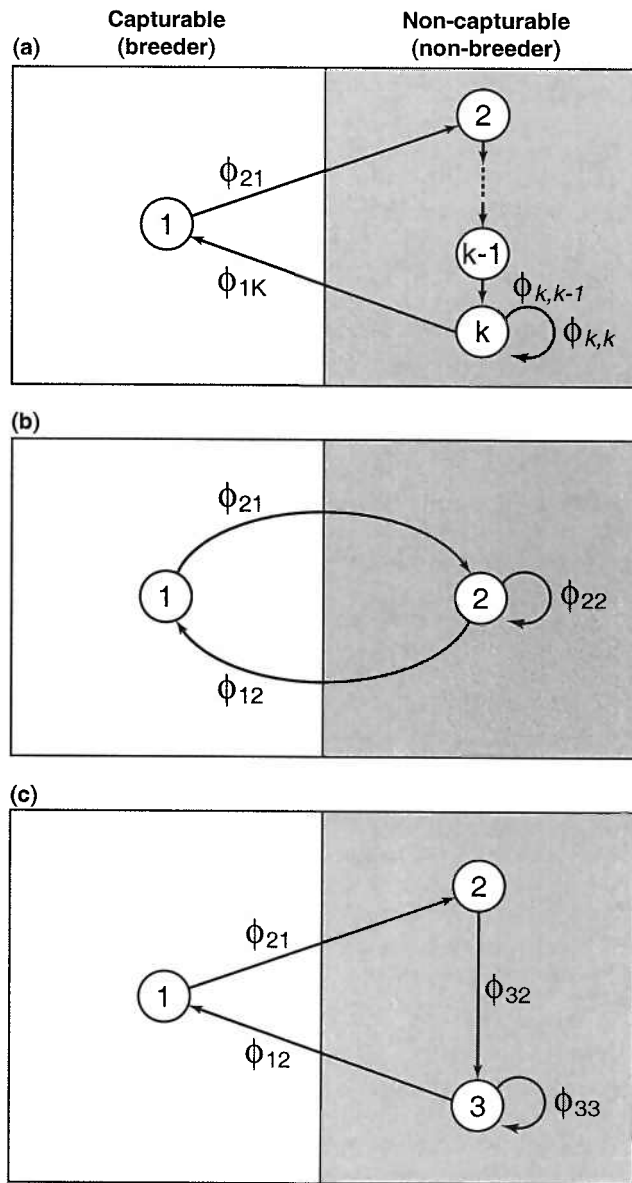 Capturable
(breeder)
Non-capturable
(non-breeder)
(a)
2
ϕ21
1
k-1
ϕ1K
ϕk,k-1
k
ϕk,k
(b)
ϕ21
1
2
ϕ22
ϕ12
(c)
2
ϕ21
ϕ32
1
ϕ12
3
ϕ33